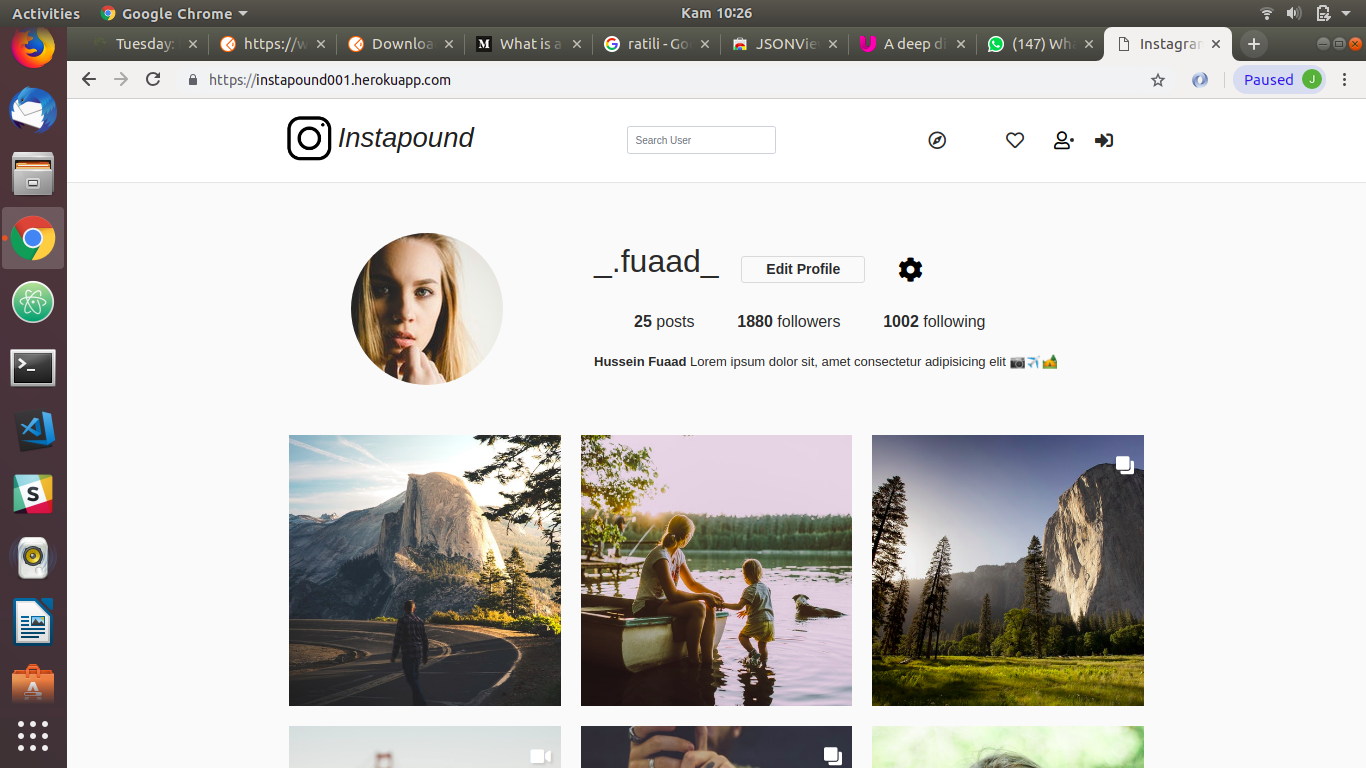 Activities Google Chrome Kam 10:26
Tuesday: https://w Downloa What is a ratili - Go JSONVie A deep di (147) Wha Instagrar
https://instapound001.herokuapp.com Paused J
Instapound Search User
_.fuaad_ Edit Profile
25 posts 1880 followers 1002 following
Hussein Fuaad Lorem ipsum dolor sit, amet consectetur adipisicing elit 📷✈️🏕️